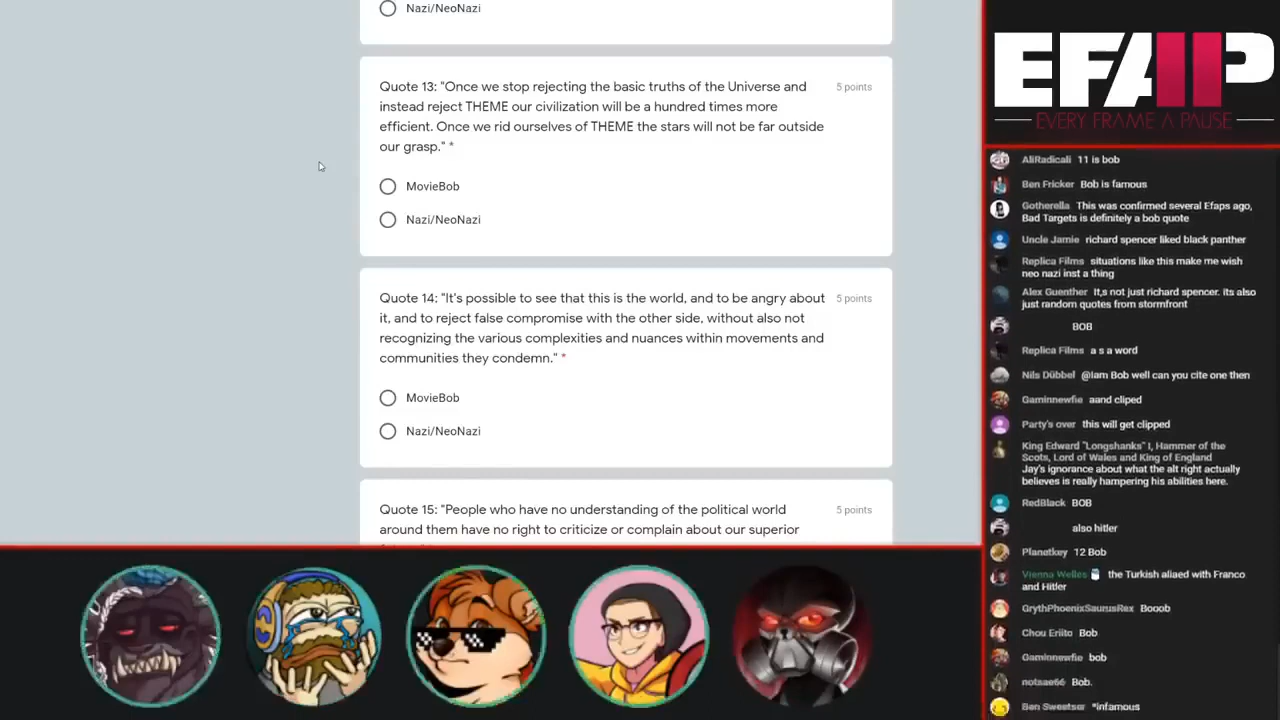 Nazi/NeoNazi
Quote 13: "Once we stop rejecting the basic truths of the Universe and
instead reject THEME our civilization will be a hundred times more
efficient. Once we rid ourselves of THEME the stars will not be far outside
our grasp." *
5 points
MovieBob
Nazi/NeoNazi
Quote 14: "It's possible to see that this is the world, and to be angry about
it, and to reject false compromise with the other side, without also not
recognizing the various complexities and nuances within movements and
communities they condemn." *
5 points
MovieBob
Nazi/NeoNazi
Quote 15: "People who have no understanding of the political world
around them have no right to criticize or complain about our superior
5 points
EFAP
EVERY FRAME A PAUSE
AliRadicali 11 is bob
Ben Fricker Bob is famous
Gotherella This was confirmed several Efaps ago,
Bad Targets is definitely a bob quote
Uncle Jamie richard spencer liked black panther
Replica Films situations like this make me wish
neo nazi inst a thing
Alex Guenther It,s not just richard spencer. its also
just random quotes from stormfront
BOB
Replica Films a s a word
Nils Dübbel @Iam Bob well can you cite one then
Gaminnewfie aand cliped
Party's over this will get clipped
King Edward "Longshanks" I, Hammer of the
Scots, Lord of Wales and King of England
Jay's ignorance about what the alt right actually
believes is really hampering his abilities here.
RedBlack BOB
also hitler
Planetkey 12 Bob
Vienna Welles the Turkish aliaed with Franco
and Hitler
GrythPhoenixSaurusRex Booob
Chou Eriito Bob
Gaminnewfie bob
notsae66 Bob.
Ben Sweetser *infamous